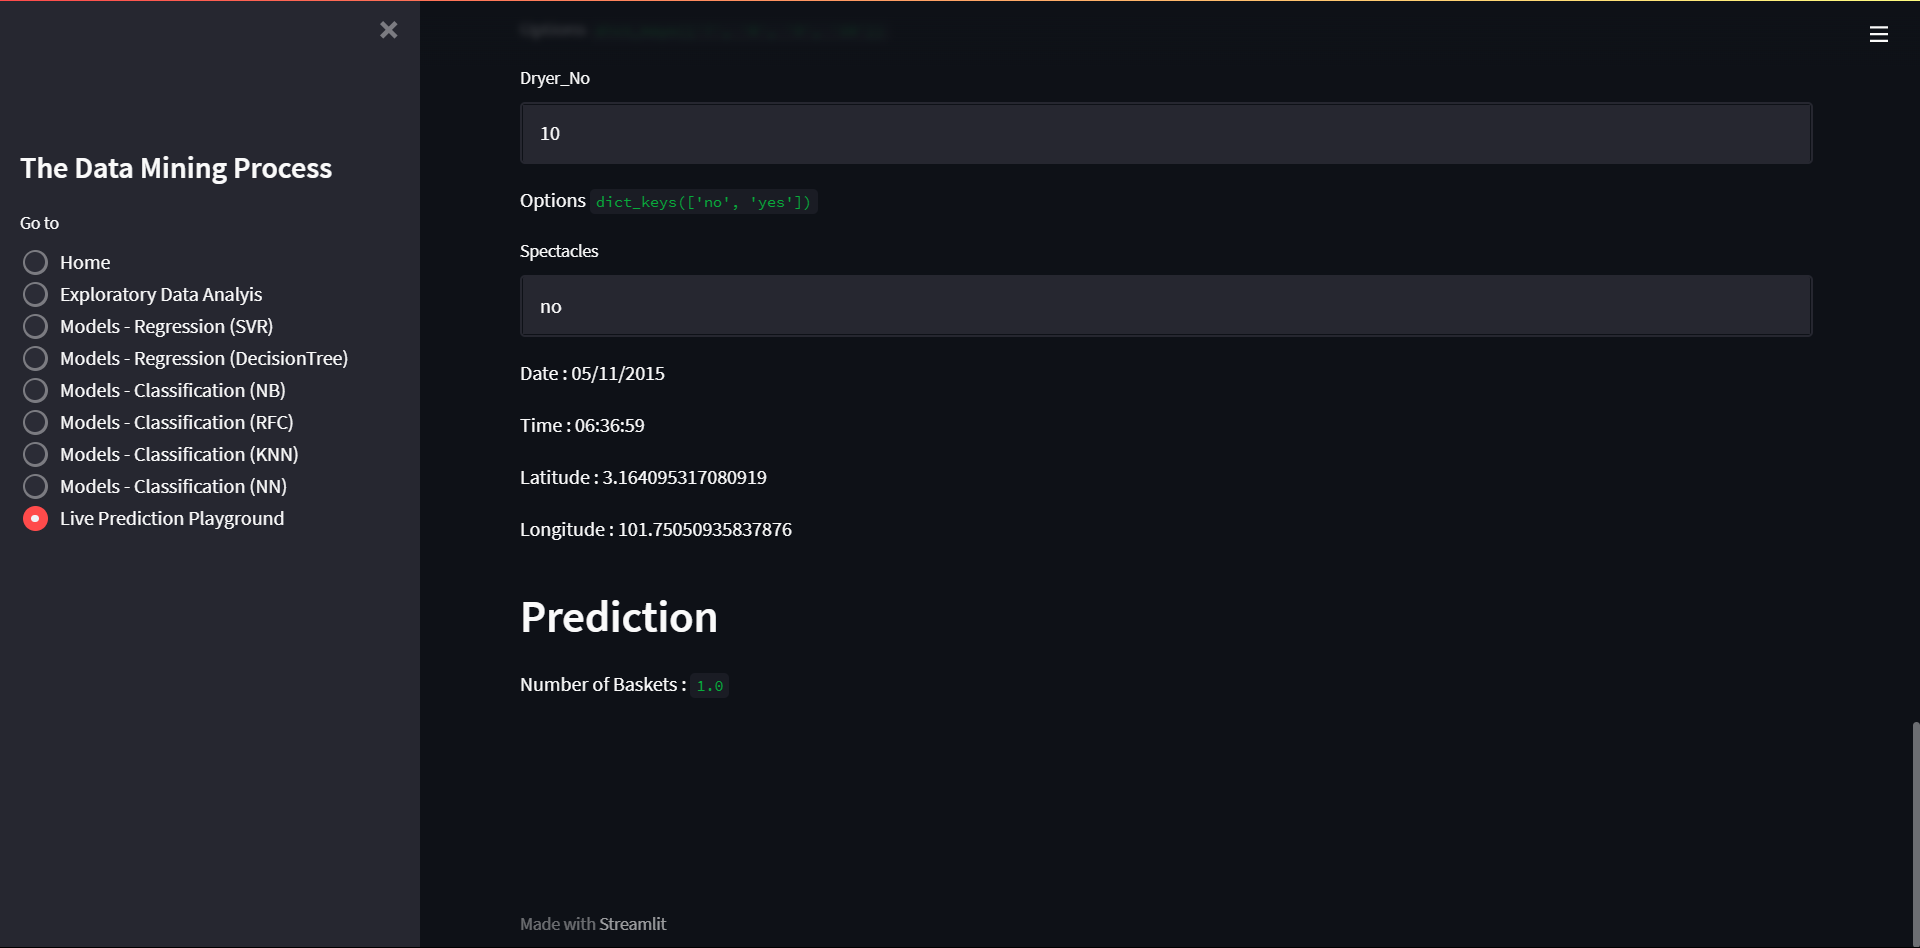 The Data Mining Process
Go to
Home
Exploratory Data Analyis
Models - Regression (SVR)
Models - Regression (DecisionTree)
Models - Classification (NB)
Models - Classification (RFC)
Models - Classification (KNN)
Models - Classification (NN)
Live Prediction Playground
Dryer_No
10
Options dict_keys(['no', 'yes'])
Spectacles
no
Date : 05/11/2015
Time : 06:36:59
Latitude : 3.164095317080919
Longitude : 101.75050935837876
Prediction
Number of Baskets : 1.0
Made with Streamlit